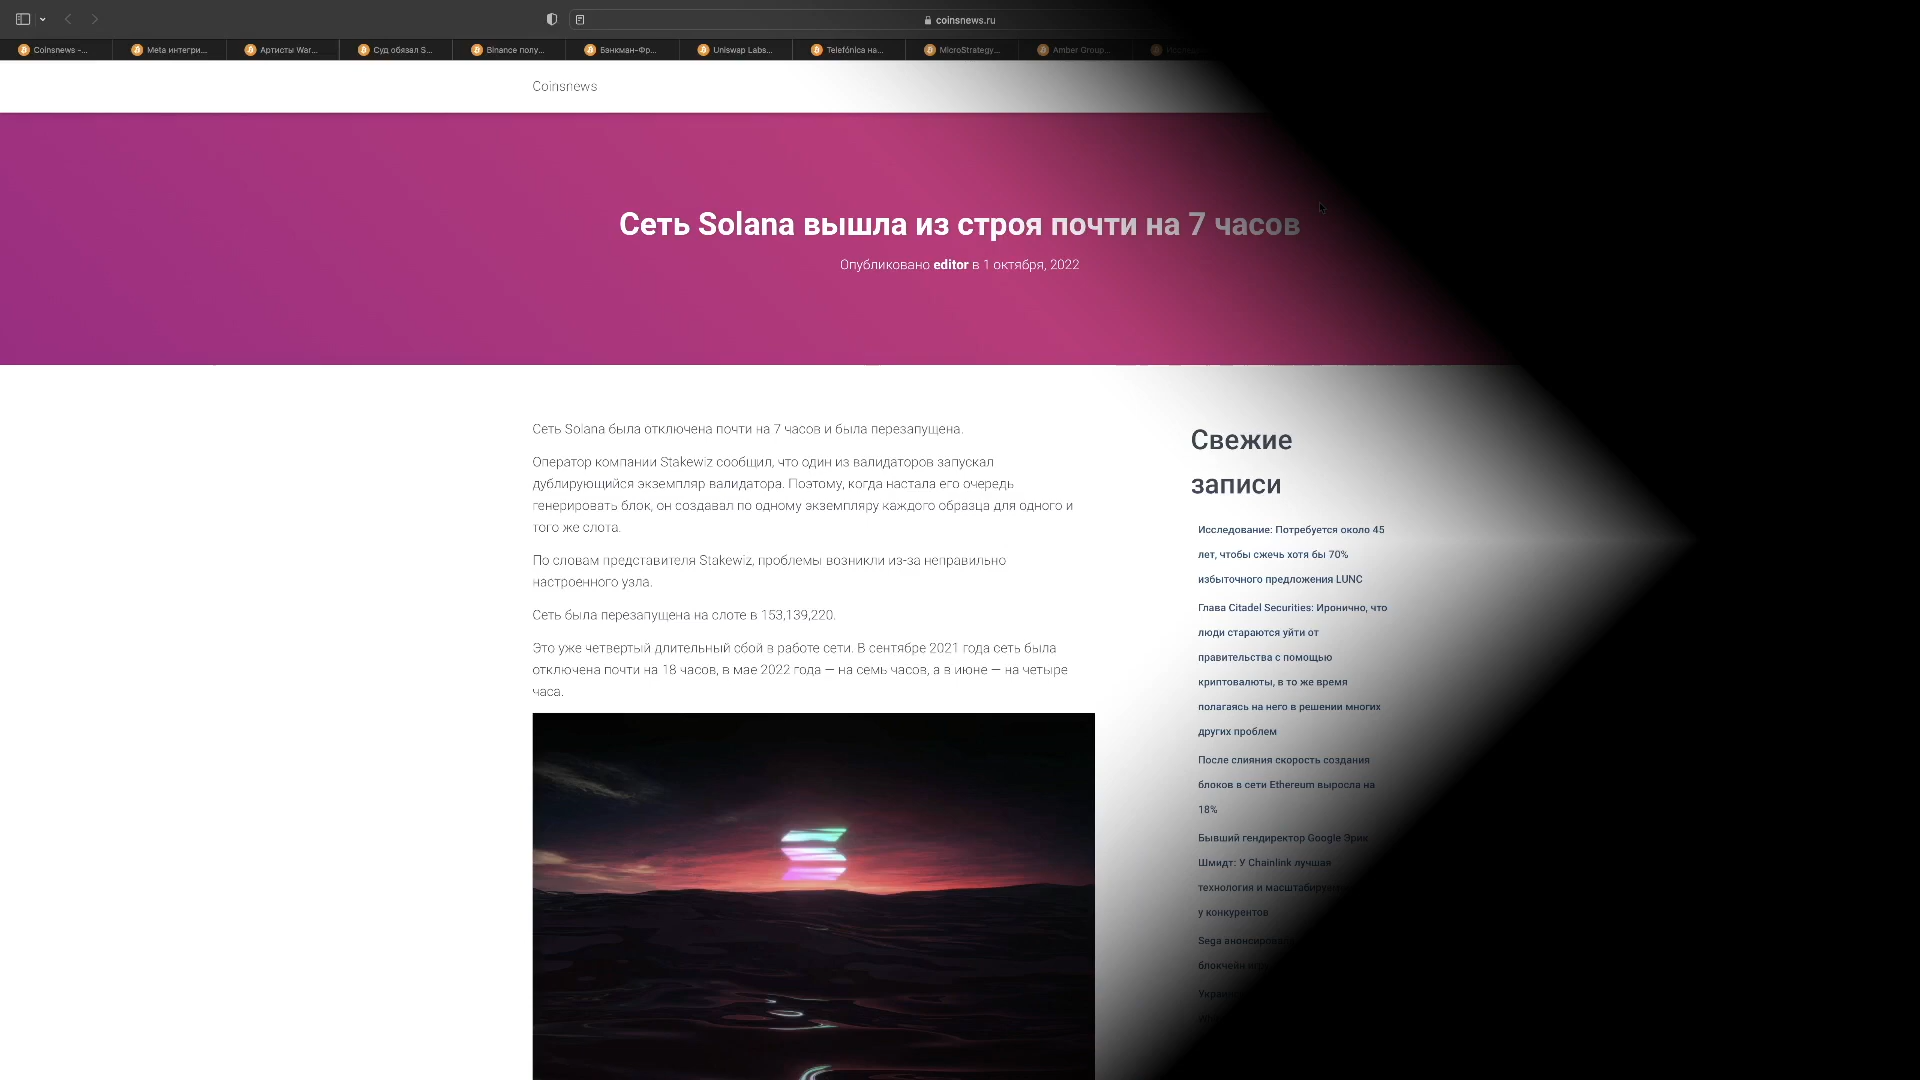 coinsnews.ru
Coinsnews -...
Meta интегри...
Артисты War...
Суд обязал S...
Binance полу...
Бэнкман-Фр...
Uniswap Labs...
Telefónica на...
MicroStrategy...
Amber Group...
Coinsnews
Сеть Solana вышла из строя почти на 7 часов
Опубликовано editor в 1 октября, 2022
Сеть Solana была отключена почти на 7 часов и была перезапущена.
Оператор компании Stakewiz сообщил, что один из валидаторов запускал
дублирующийся экземпляр валидатора. Поэтому, когда настала его очередь
генерировать блок, он создавал по одному экземпляру каждого образца для одного и
того же слота.
По словам представителя Stakewiz, проблемы возникли из-за неправильно
настроенного узла.
Сеть была перезапущена на слоте в 153,139,220.
Это уже четвертый длительный сбой в работе сети. В сентябре 2021 года сеть была
отключена почти на 18 часов, в мае 2022 года — на семь часов, а в июне — на четыре
часа.
Свежие
записи
Исследование: Потребуется около 45
лет, чтобы сжечь хотя бы 70%
избыточного предложения LUNC
Глава Citadel Securities: Иронично, что
люди стараются уйти от
правительства с помощью
криптовалюты, в то же время
полагаясь на него в решении многих
других проблем
После слияния скорость создания
блоков в сети Ethereum выросла на
18%
Бывший гендиректор Google Эрик
Шмидт: У Chainlink лучшая
технология и
у конкурентов
Sega
блокчейн